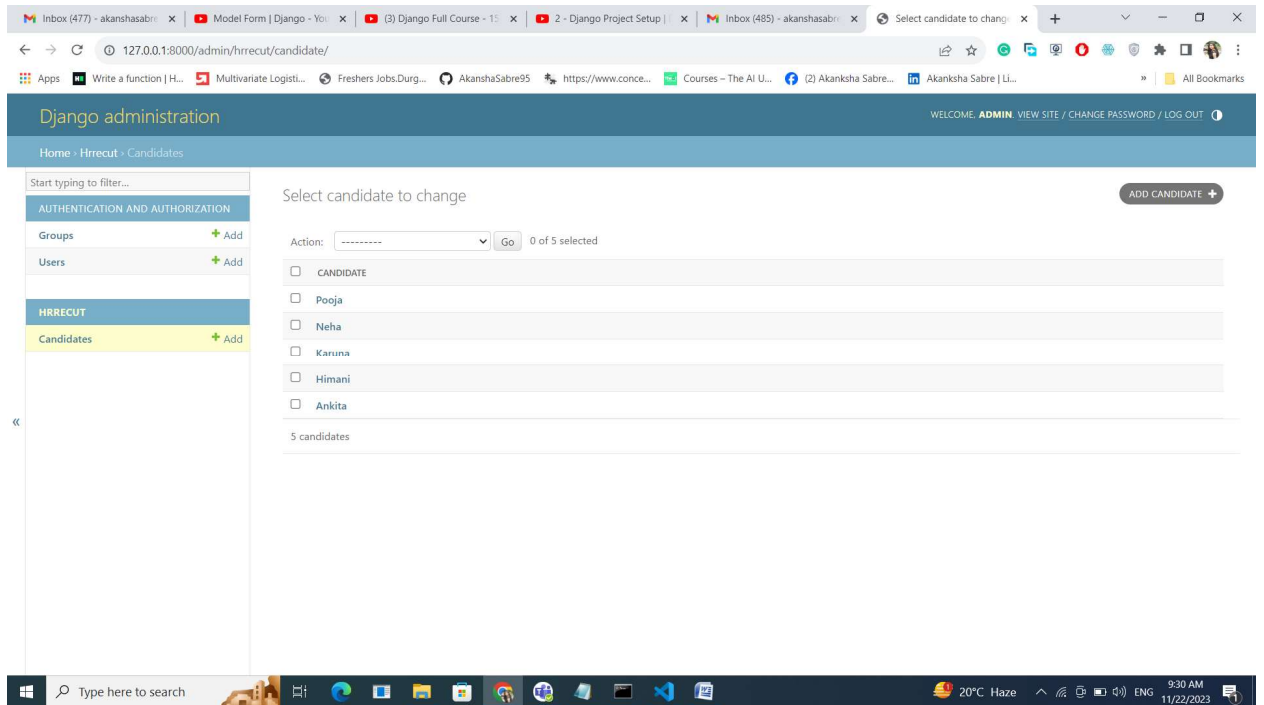 Inbox (477) - akanshasabre
Model Form | Django - You
(3) Django Full Course - 15
2 - Django Project Setup |
Inbox (485) - akanshasabre
Select candidate to chang
127.0.0.1:8000/admin/hrrecut/candidate/
Apps
Write a function | H...
Multivariate Logisti...
Freshers Jobs.Durg...
AkanshaSabre95
https://www.conce...
Courses – The AI U...
(2) Akanksha Sabre...
Akanksha Sabre | Li...
»
All Bookmarks
Django administration
WELCOME, ADMIN. VIEW SITE / CHANGE PASSWORD / LOG OUT
Home › Hrrecut › Candidates
Start typing to filter...
AUTHENTICATION AND AUTHORIZATION
Groups + Add
Users + Add
HRRECUT
Candidates + Add
«
Select candidate to change
ADD CANDIDATE +
Action: --------- Go 0 of 5 selected
CANDIDATE
Pooja
Neha
Karuna
Himani
Ankita
5 candidates
Type here to search
20°C Haze
ENG
9:30 AM
11/22/2023
1